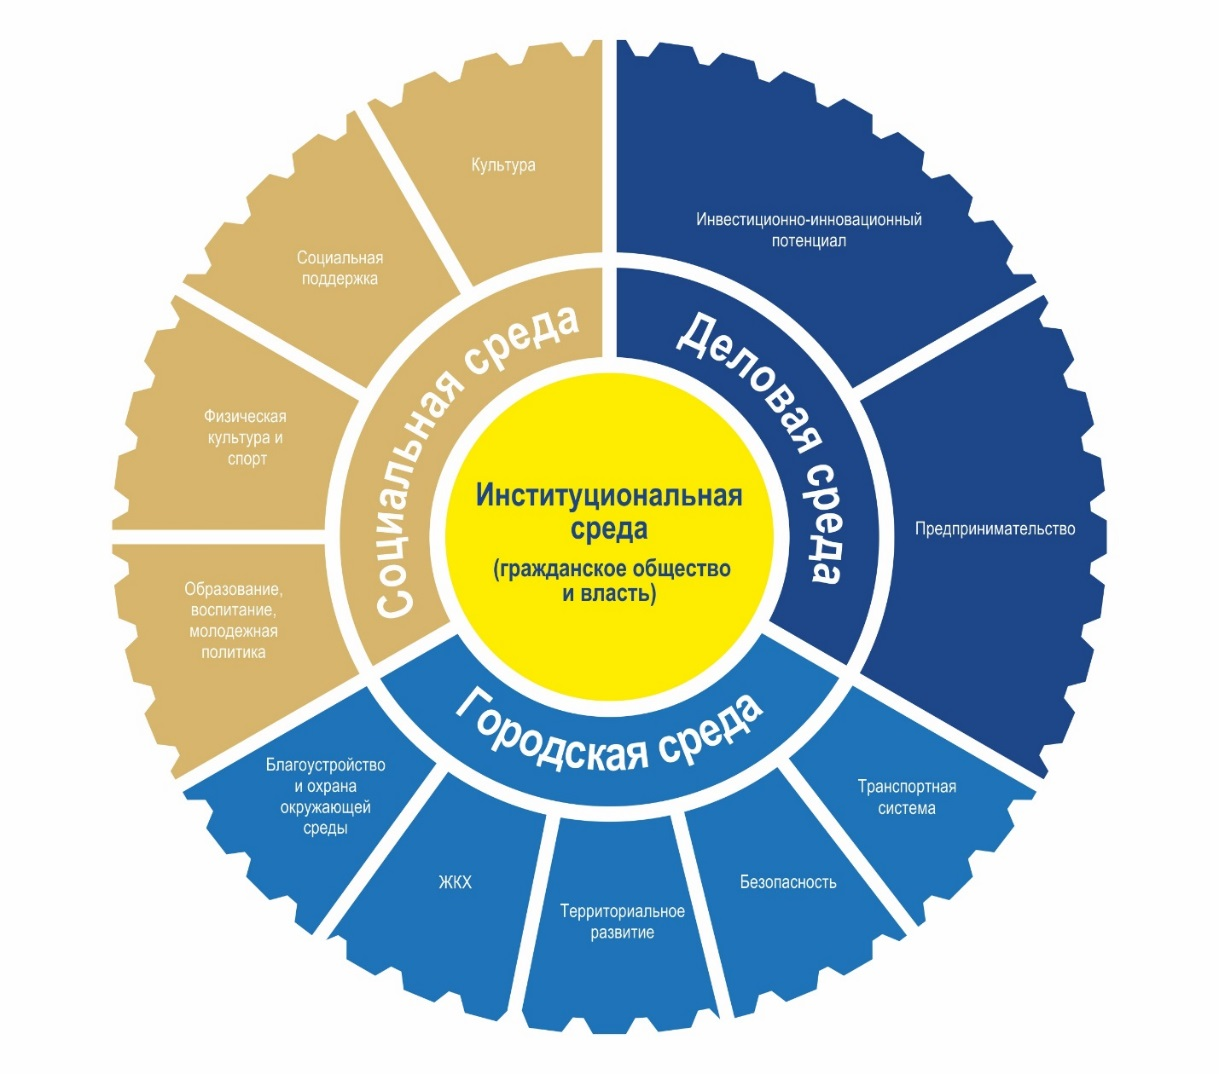 Культура
Инвестиционно-инновационный
потенциал
Социальная
поддержка
Социальная среда
Деловая среда
Физическая
культура и
спорт
Институциональная
среда
(гражданское общество
и власть)
Предпринимательство
Образование,
воспитание,
молодежная
политика
Городская среда
Благоустройство
и охрана
окружающей
среды
Транспортная
система
ЖКХ
Безопасность
Территориальное
развитие